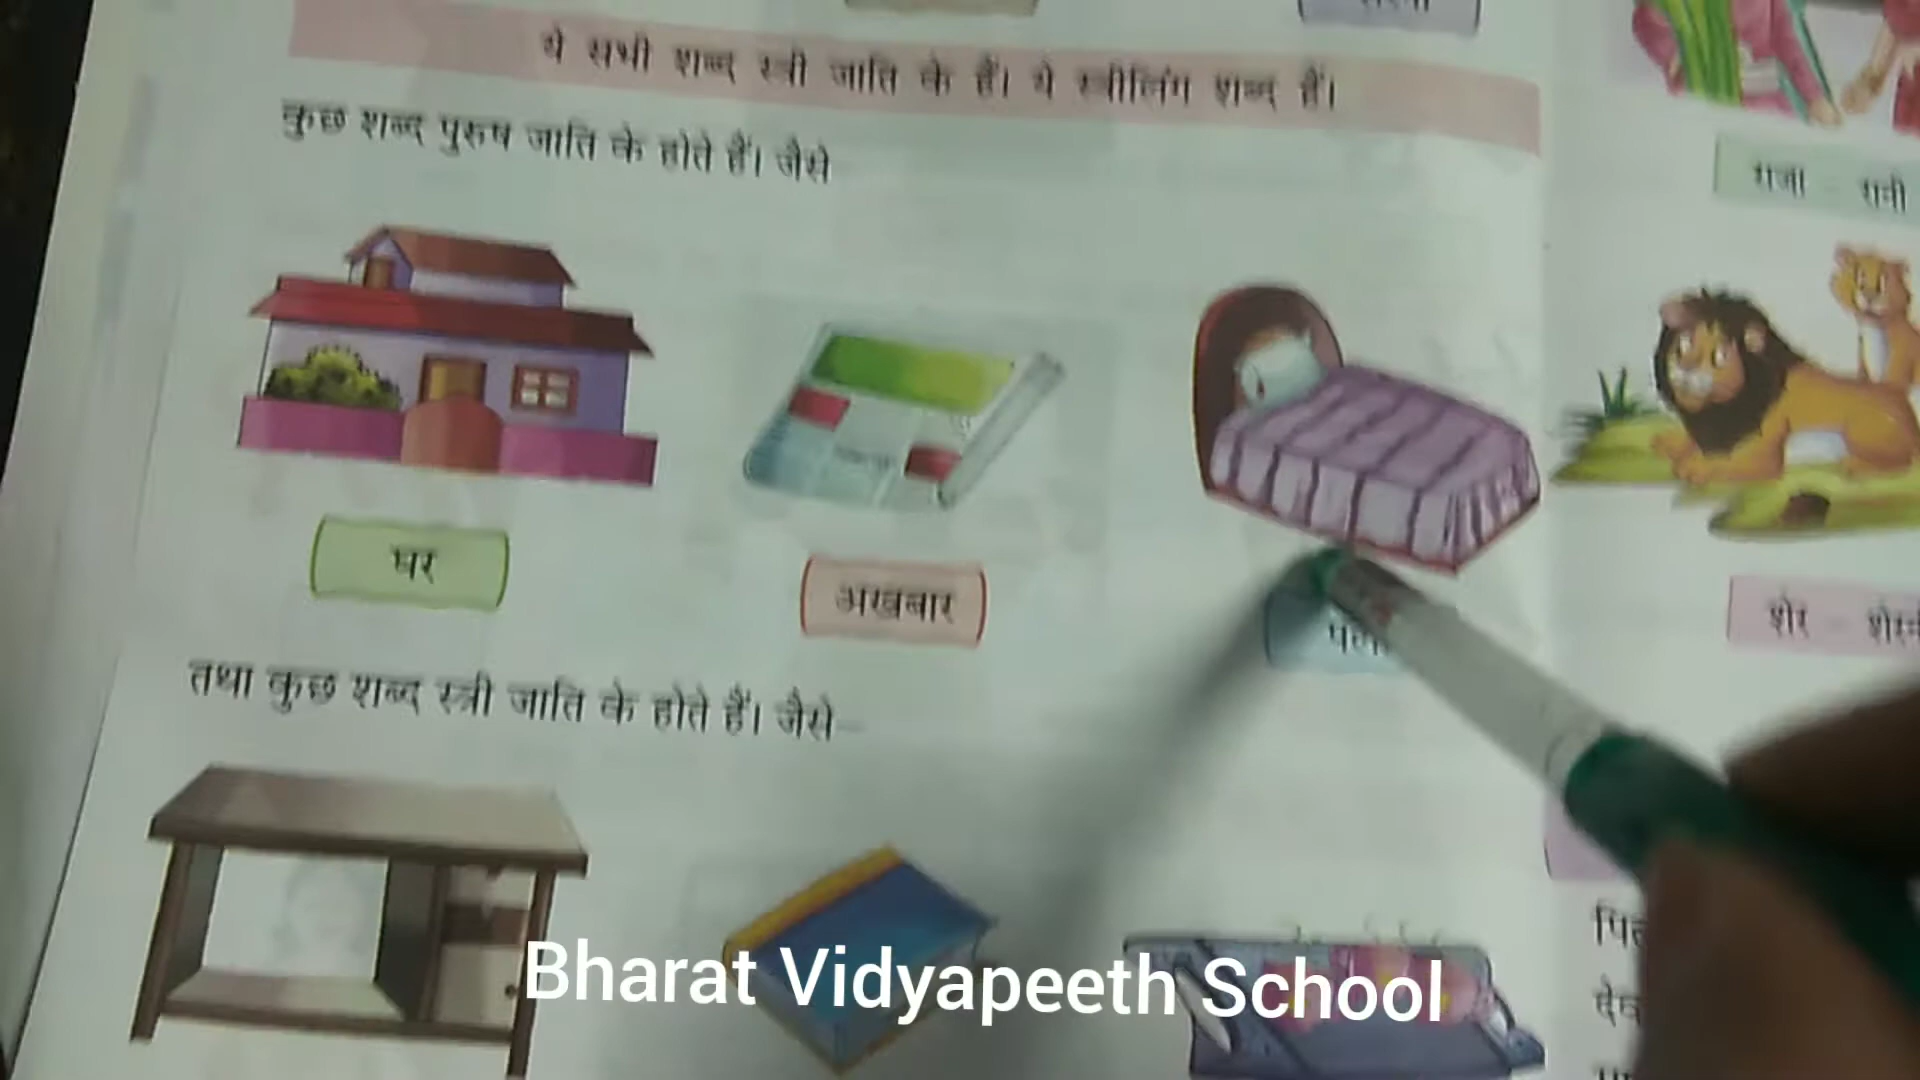 ये सभी शब्द स्त्री जाति के हैं। ये स्त्रीलिंग शब्द हैं।
कुछ शब्द पुरुष जाति के होते हैं। जैसे
घर
अखबार
तथा कुछ शब्द स्त्री जाति के होते हैं। जैसे–
राजा – रानी
शेर –
Bharat Vidyapeeth School